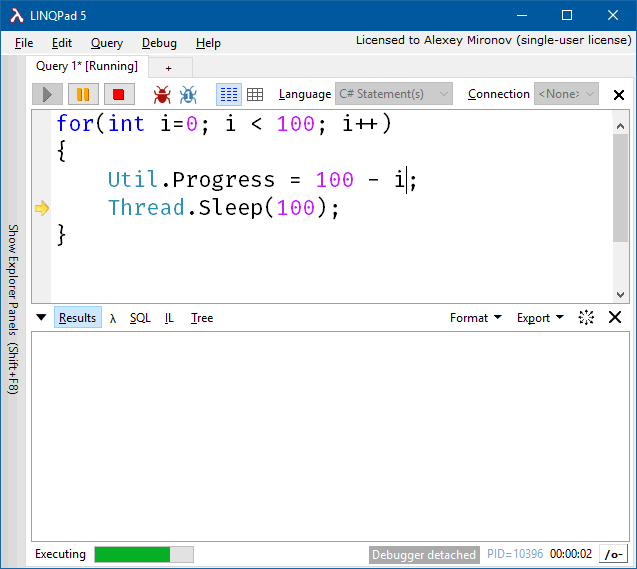 LINQPad 5
File Edit Query Debug Help Licensed to Alexey Mironov (single-user license)
Query 1* [Running] +
Language C# Statement(s) Connection <None>
for(int i=0; i < 100; i++)
{
    Util.Progress = 100 - i;
    Thread.Sleep(100);
}
Show Explorer Panels (Shift+F8)
Results λ SQL IL Tree Format Export
Executing Debugger detached PID=10396 00:00:02 /o-